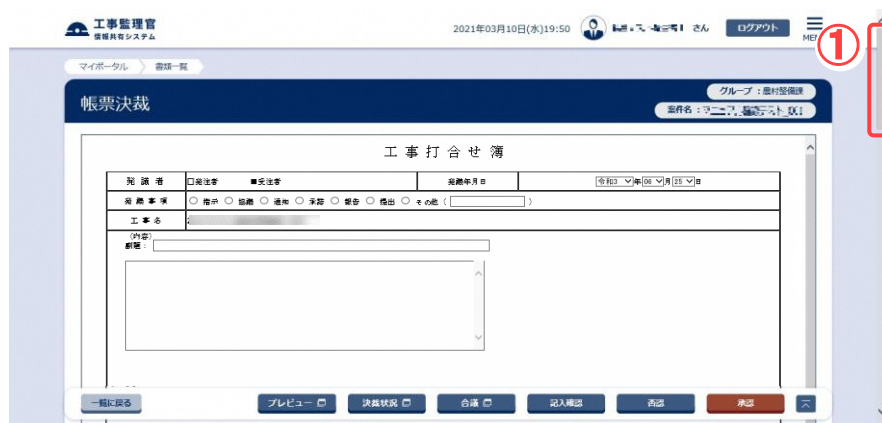 工事監理官
情報共有システム
2021年03月10日(水)19:50
さん
ログアウト
MEN
①
マイポータル 〉 書類一覧
帳票決裁
グループ：農村整備課
案件名：
工事打合せ簿
発議者 □発注者 ■受注者 発議年月日 令和3 年 06 月 25 日
発議事項 ○ 指示 ○ 協議 ○ 通知 ○ 承諾 ○ 報告 ○ 提出 ○ その他 ( )
工事名
(内容)
副題：
一覧に戻る
プレビュー
決裁状況
合議
記入確認
否認
承認